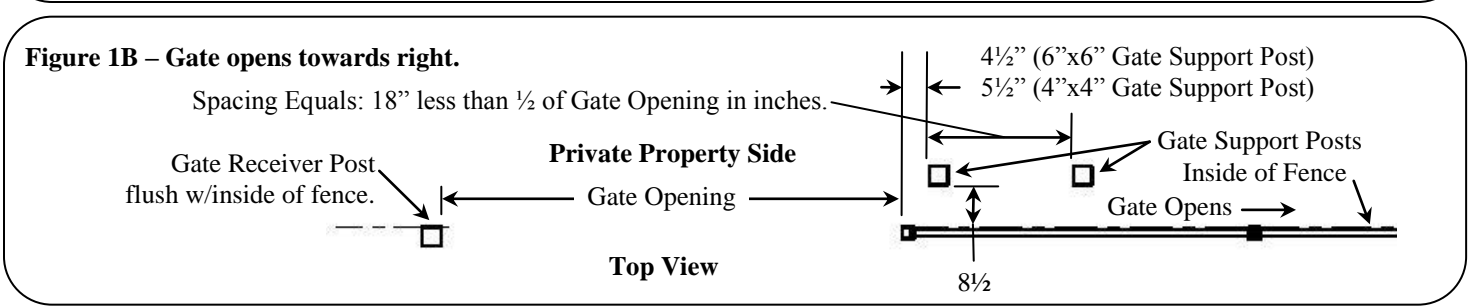 Figure 1B – Gate opens towards right.
4½” (6”x6” Gate Support Post)
5½” (4”x4” Gate Support Post)
Spacing Equals: 18” less than ½ of Gate Opening in inches.
Private Property Side
Gate Support Posts
Gate Receiver Post
flush w/inside of fence.
Inside of Fence
Gate Opening
Gate Opens
Top View
8½